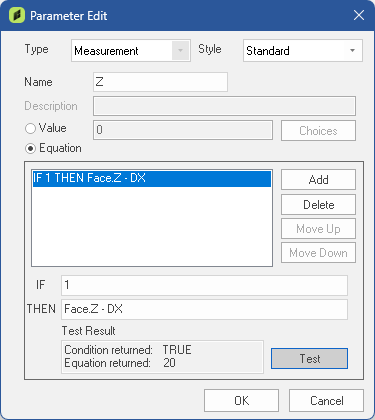 Parameter Edit
Type Measurement Style Standard
Name Z
Description
Value 0 Choices
Equation
IF 1 THEN Face.Z - DX
Add
Delete
Move Up
Move Down
IF 1
THEN Face.Z - DX
Test Result
Condition returned: TRUE
Equation returned: 20
Test
OK Cancel